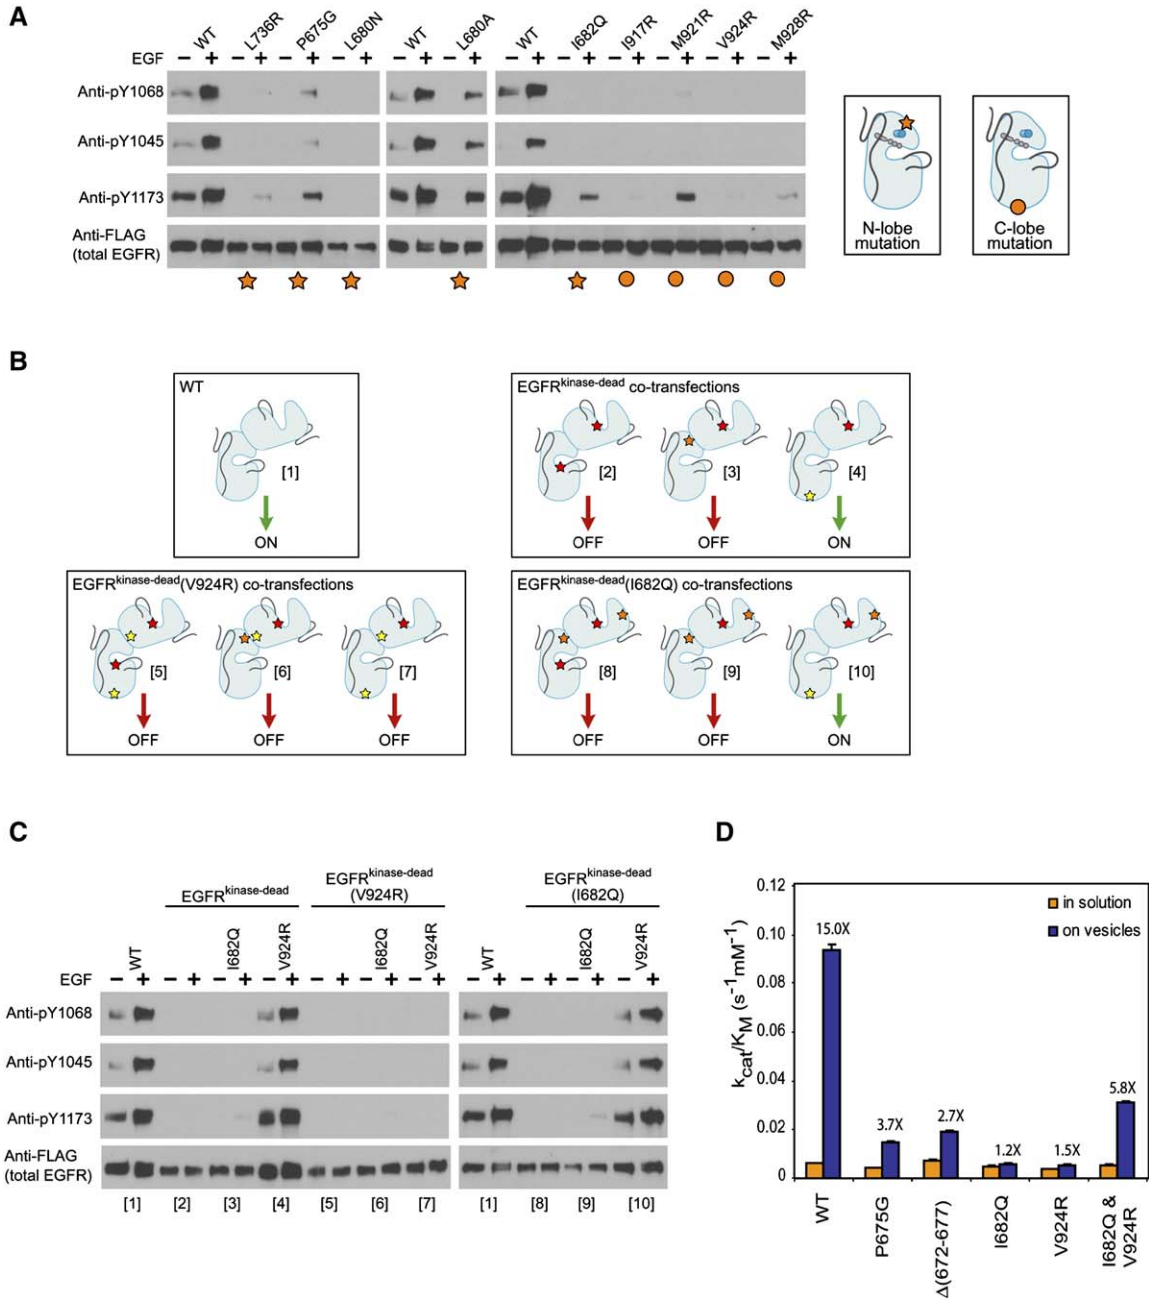 A
WT L736R P675G L680N WT L680A WT I682Q I917R M921R V924R M928R
EGF − + − + − + − + − + − + − + − + − + − + − + − +
Anti-pY1068
Anti-pY1045
Anti-pY1173
Anti-FLAG
(total EGFR)
N-lobe
mutation
C-lobe
mutation
B
WT
[1]
ON
EGFRkinase-dead co-transfections
[2] [3] [4]
OFF OFF ON
EGFRkinase-dead(V924R) co-transfections
[5] [6] [7]
OFF OFF OFF
EGFRkinase-dead(I682Q) co-transfections
[8] [9] [10]
OFF OFF ON
C
EGFRkinase-dead
EGFRkinase-dead
(V924R)
EGFRkinase-dead
(I682Q)
WT I682Q V924R I682Q V924R WT I682Q V924R
EGF − + − + − + − + − + − + − + − + − + − + − +
Anti-pY1068
Anti-pY1045
Anti-pY1173
Anti-FLAG
(total EGFR)
[1] [2] [3] [4] [5] [6] [7] [1] [8] [9] [10]
D
kcat/KM (s−1mM−1)
0.12
0.10
0.08
0.06
0.04
0.02
0
in solution
on vesicles
15.0X
3.7X
2.7X
1.2X
1.5X
5.8X
WT
P675G
Δ(672-677)
I682Q
V924R
I682Q &
V924R